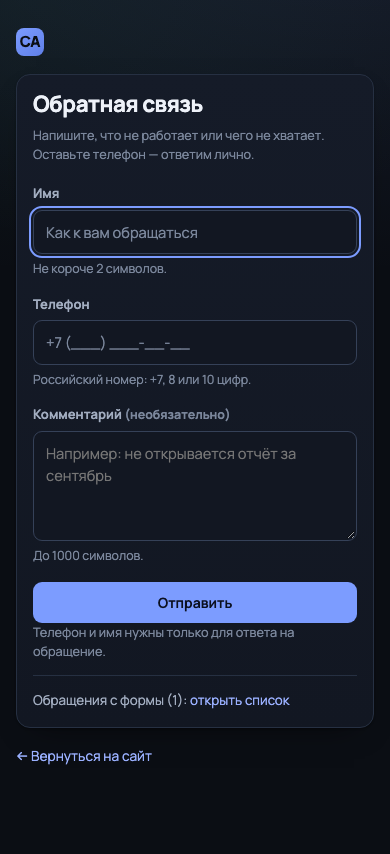 CA
Обратная связь
Напишите, что не работает или чего не хватает.
Оставьте телефон — ответим лично.
Имя
Как к вам обращаться
Не короче 2 символов.
Телефон
+7 (___) ___-__-__
Российский номер: +7, 8 или 10 цифр.
Комментарий (необязательно)
Например: не открывается отчёт за
сентябрь
До 1000 символов.
Отправить
Телефон и имя нужны только для ответа на
обращение.
Обращения с формы (1): открыть список
← Вернуться на сайт